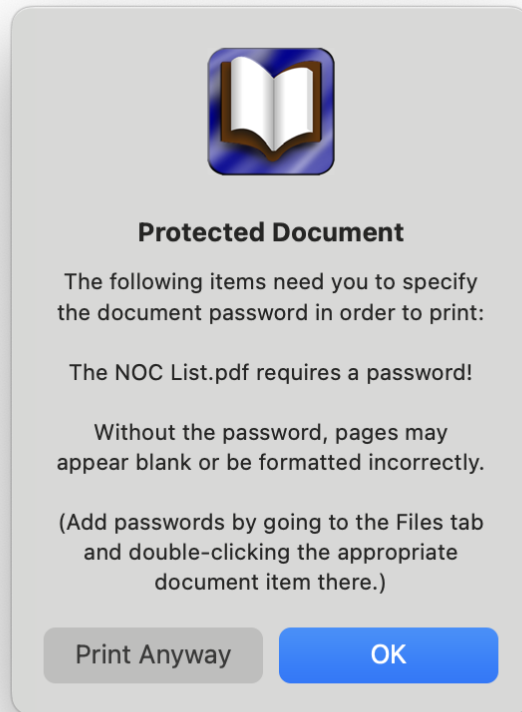 Protected Document
The following items need you to specify
the document password in order to print:
The NOC List.pdf requires a password!
Without the password, pages may
appear blank or be formatted incorrectly.
(Add passwords by going to the Files tab
and double-clicking the appropriate
document item there.)
Print Anyway
OK